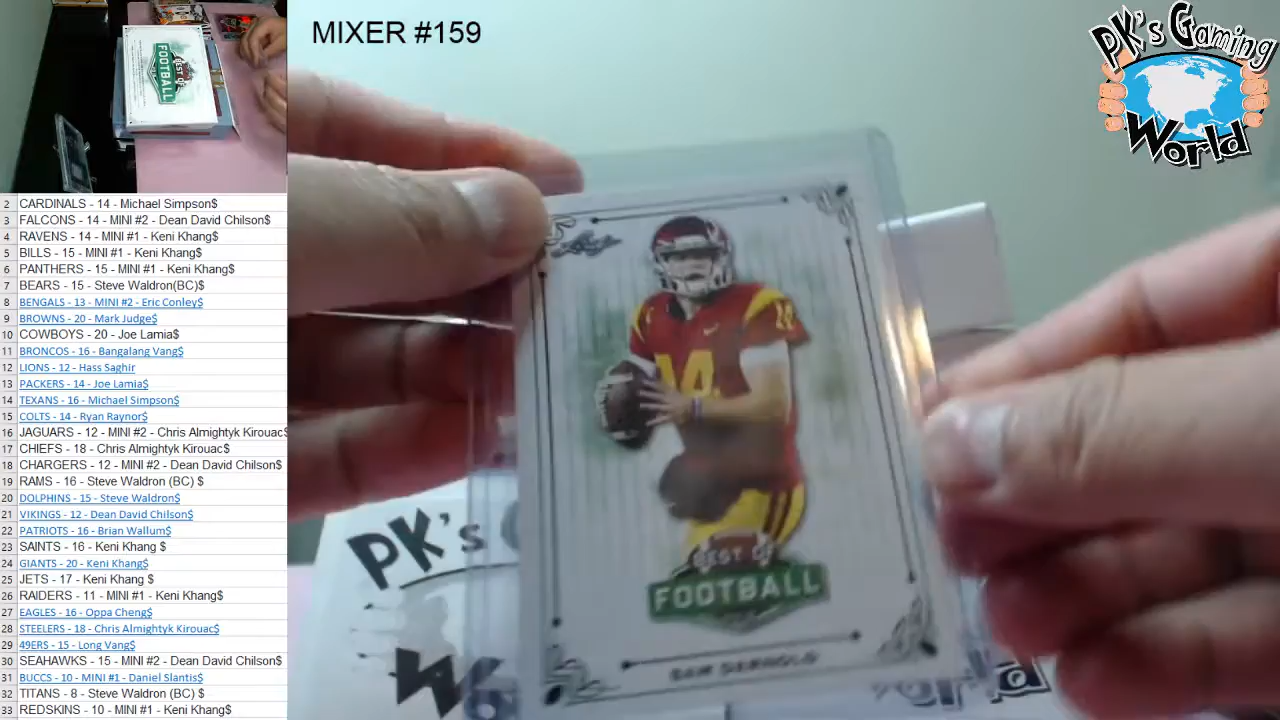 MIXER #159
PK's Gaming
World
BEST OF
FOOTBALL
2 CARDINALS - 14 - Michael Simpson$
3 FALCONS - 14 - MINI #2 - Dean David Chilson$
4 RAVENS - 14 - MINI #1 - Keni Khang$
5 BILLS - 15 - MINI #1 - Keni Khang$
6 PANTHERS - 15 - MINI #1 - Keni Khang$
7 BEARS - 15 - Steve Waldron(BC)$
8 BENGALS - 13 - MINI #2 - Eric Conley$
9 BROWNS - 20 - Mark Judge$
10 COWBOYS - 20 - Joe Lamia$
11 BRONCOS - 16 - Bangalang Vang$
12 LIONS - 12 - Hass Saghir
13 PACKERS - 14 - Joe Lamia$
14 TEXANS - 16 - Michael Simpson$
15 COLTS - 14 - Ryan Raynor$
16 JAGUARS - 12 - MINI #2 - Chris Almightyk Kirouac$
17 CHIEFS - 18 - Chris Almightyk Kirouac$
18 CHARGERS - 12 - MINI #2 - Dean David Chilson$
19 RAMS - 16 - Steve Waldron (BC) $
20 DOLPHINS - 15 - Steve Waldron$
21 VIKINGS - 12 - Dean David Chilson$
22 PATRIOTS - 16 - Brian Wallum$
23 SAINTS - 16 - Keni Khang $
24 GIANTS - 20 - Keni Khang$
25 JETS - 17 - Keni Khang $
26 RAIDERS - 11 - MINI #1 - Keni Khang$
27 EAGLES - 16 - Oppa Cheng$
28 STEELERS - 18 - Chris Almightyk Kirouac$
29 49ERS - 15 - Long Vang$
30 SEAHAWKS - 15 - MINI #2 - Dean David Chilson$
31 BUCCS - 10 - MINI #1 - Daniel Slantis$
32 TITANS - 8 - Steve Waldron (BC) $
33 REDSKINS - 10 - MINI #1 - Keni Khang$
Leaf
14
14
BEST OF
FOOTBALL
SAM DARNOLD
PK's
World